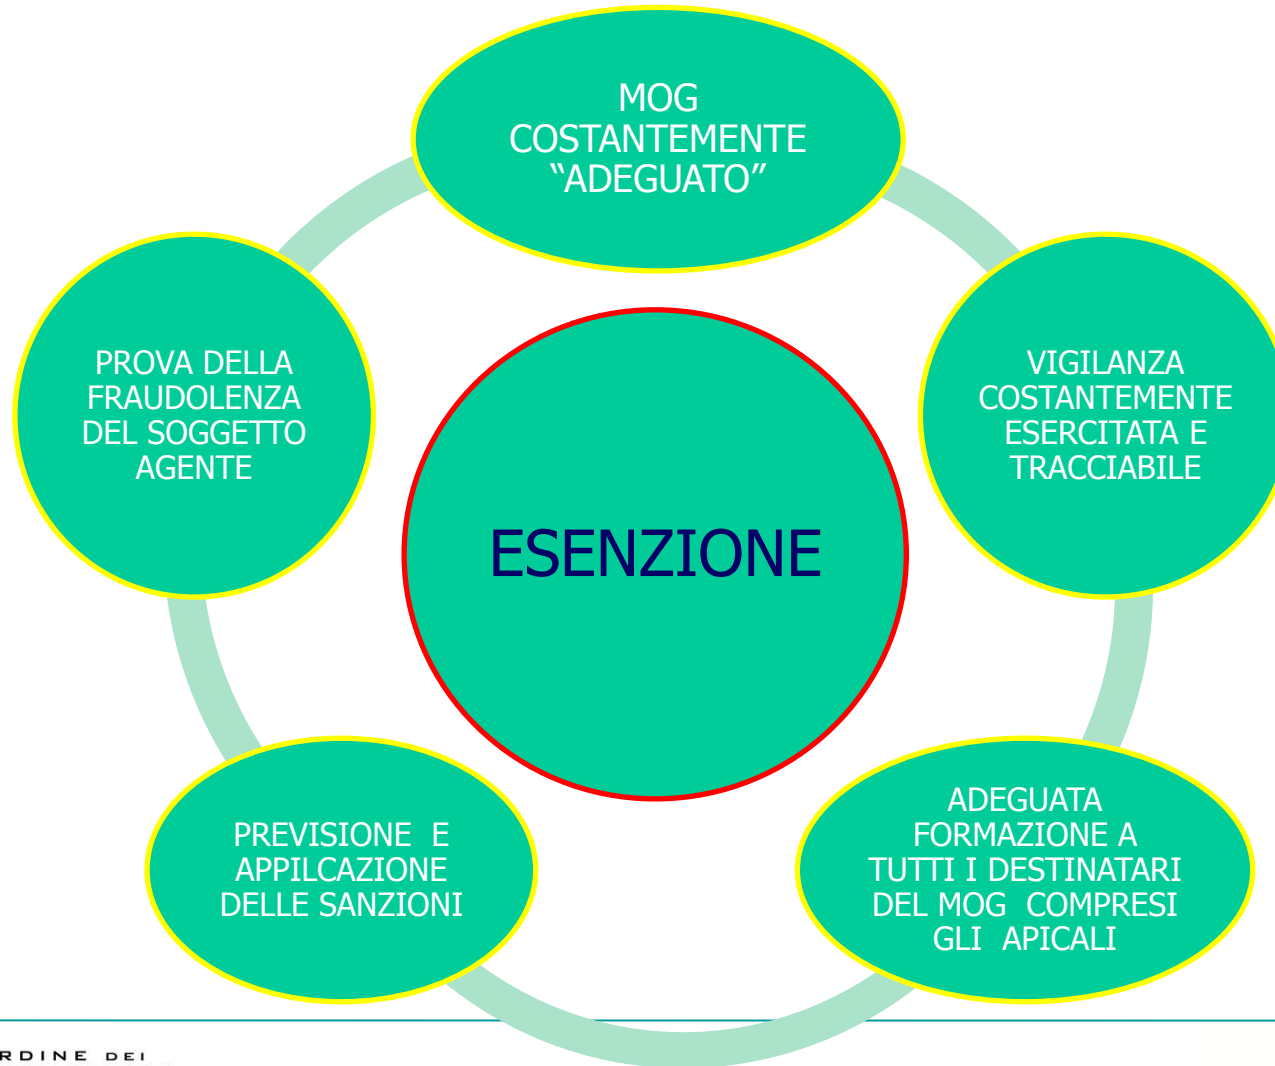 MOG
COSTANTEMENTE
“ADEGUATO”
VIGILANZA
COSTANTEMENTE
ESERCITATA E
TRACCIABILE
ADEGUATA
FORMAZIONE A
TUTTI I DESTINATARI
DEL MOG COMPRESI
GLI APICALI
PREVISIONE E
APPILCAZIONE
DELLE SANZIONI
PROVA DELLA
FRAUDOLENZA
DEL SOGGETTO
AGENTE
ESENZIONE
RDINE DEI